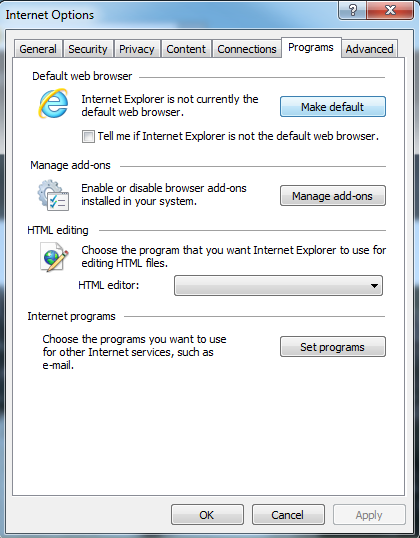 Internet Options
General Security Privacy Content Connections Programs Advanced
Default web browser
Internet Explorer is not currently the
default web browser.
Make default
Tell me if Internet Explorer is not the default web browser.
Manage add-ons
Enable or disable browser add-ons
installed in your system.
Manage add-ons
HTML editing
Choose the program that you want Internet Explorer to use for
editing HTML files.
HTML editor:
Internet programs
Choose the programs you want to use
for other Internet services, such as
e-mail.
Set programs
OK Cancel Apply